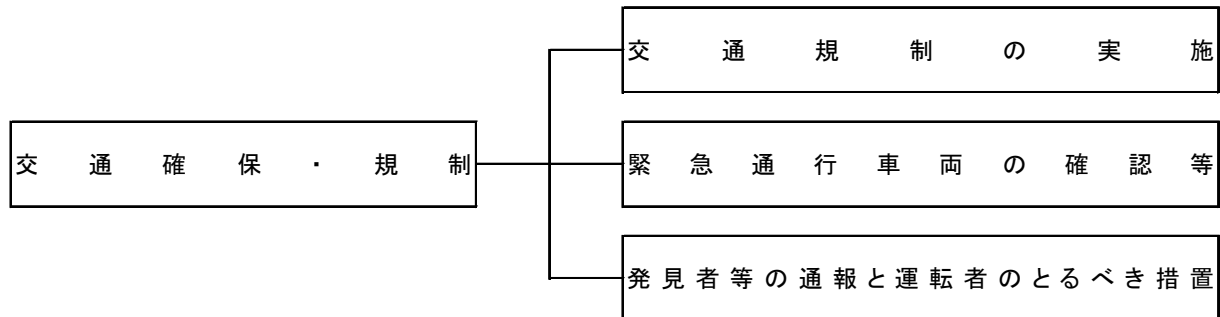 交通確保・規制
交通規制の実施
緊急通行車両の確認等
発見者等の通報と運転者のとるべき措置